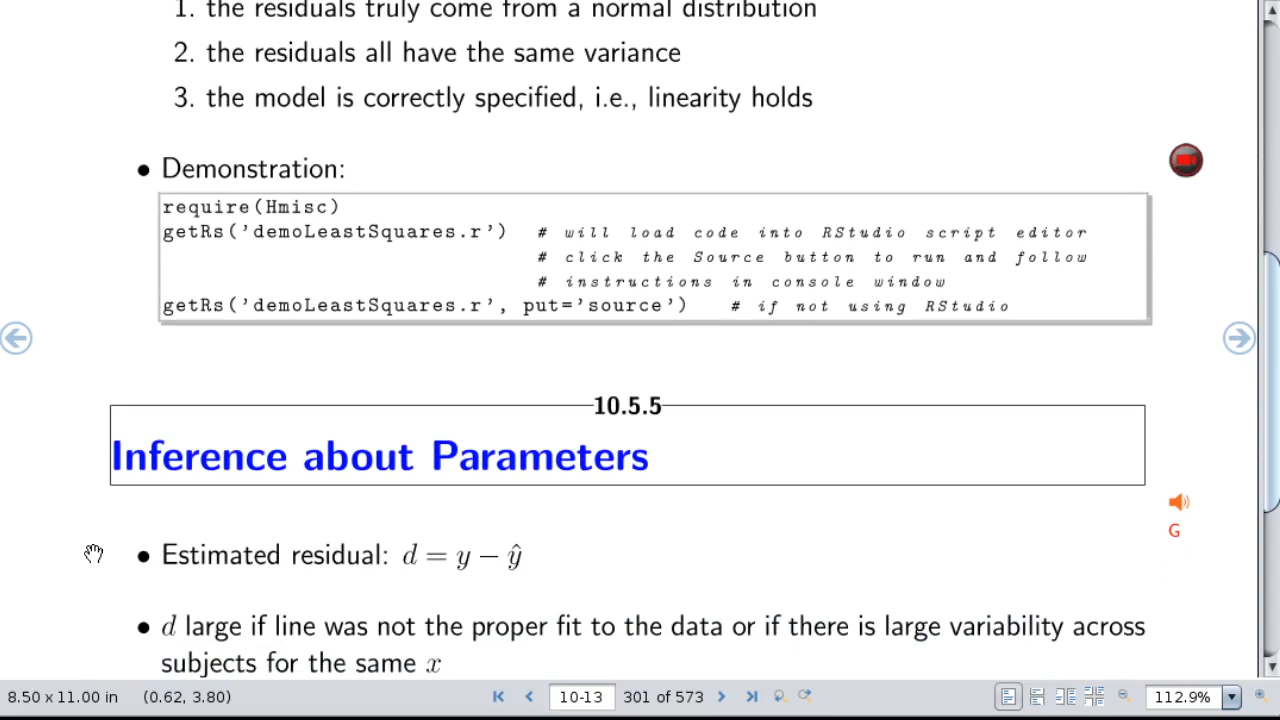 1. the residuals truly come from a normal distribution
2. the residuals all have the same variance
3. the model is correctly specified, i.e., linearity holds
• Demonstration:
require(Hmisc)
getRs('demoLeastSquares.r') # will load code into RStudio script editor
# click the Source button to run and follow
# instructions in console window
getRs('demoLeastSquares.r', put='source') # if not using RStudio
10.5.5
Inference about Parameters
G
• Estimated residual: d = y − ŷ
• d large if line was not the proper fit to the data or if there is large variability across
subjects for the same x
8.50 x 11.00 in (0.62, 3.80) 10-13 301 of 573 112.9%